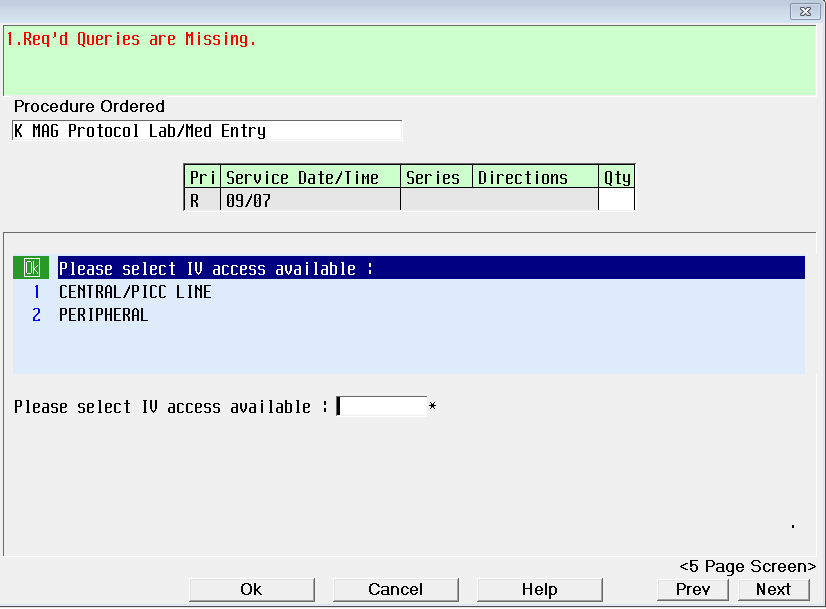 1.Req'd Queries are Missing.
Procedure Ordered
K MAG Protocol Lab/Med Entry
Pri Service Date/Time Series Directions Qty
R 09/07
Ok Please select IV access available :
1 CENTRAL/PICC LINE
2 PERIPHERAL
Please select IV access available : *
.
<5 Page Screen>
Ok Cancel Help Prev Next